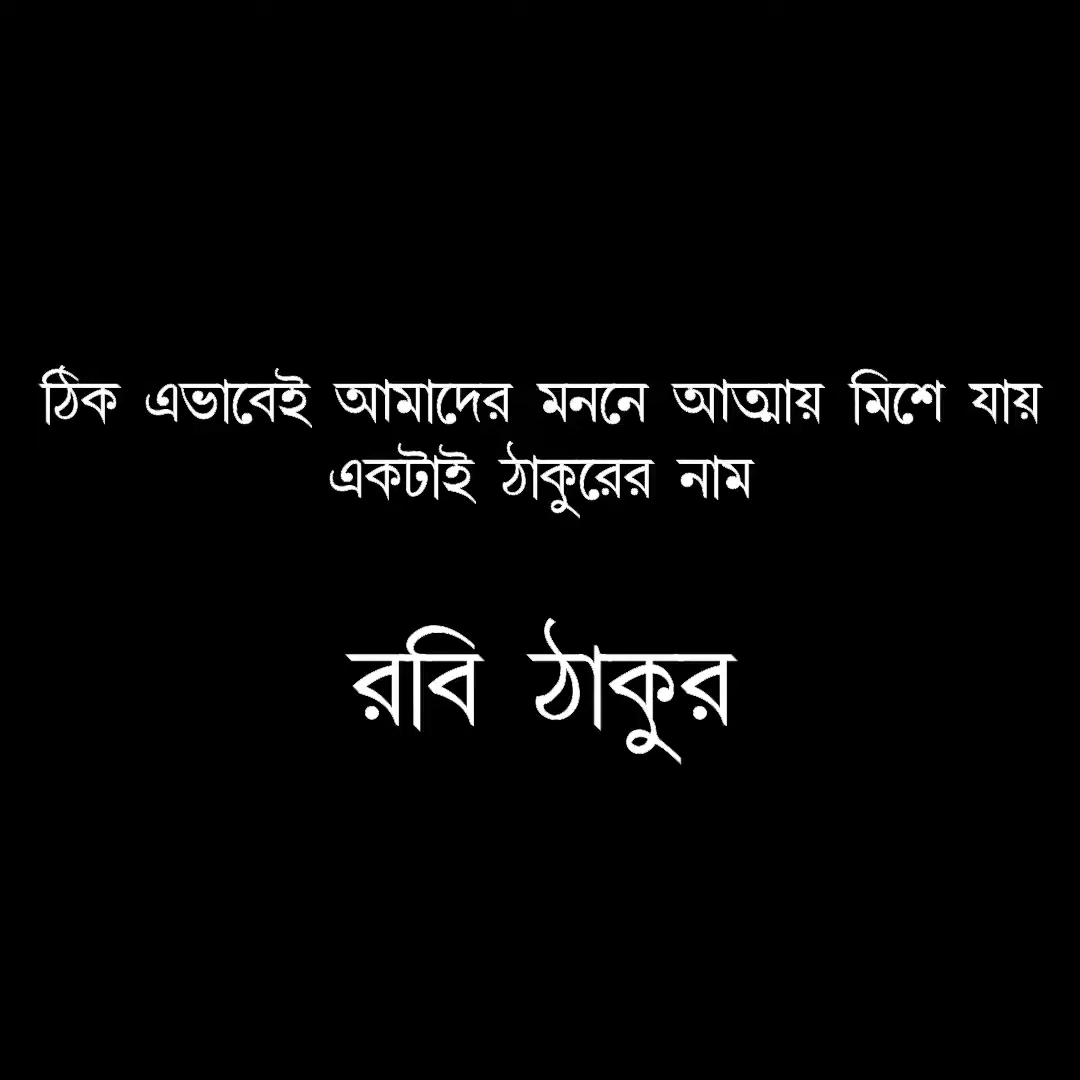 ঠিক এভাবেই আমাদের মননে আত্মায় মিশে যায়
একটাই ঠাকুরের নাম
রবি ঠাকুর